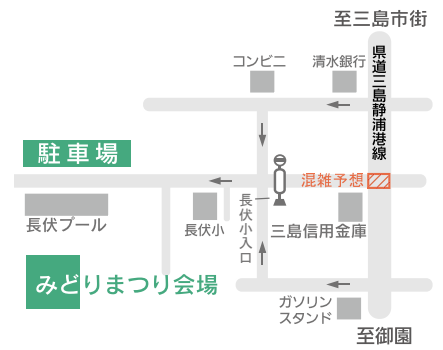 至三島市街
コンビニ
清水銀行
県道三島静浦港線
駐車場
混雑予想
長伏プール
長伏小
長伏小入口
三島信用金庫
みどりまつり会場
ガソリン
スタンド
至御園